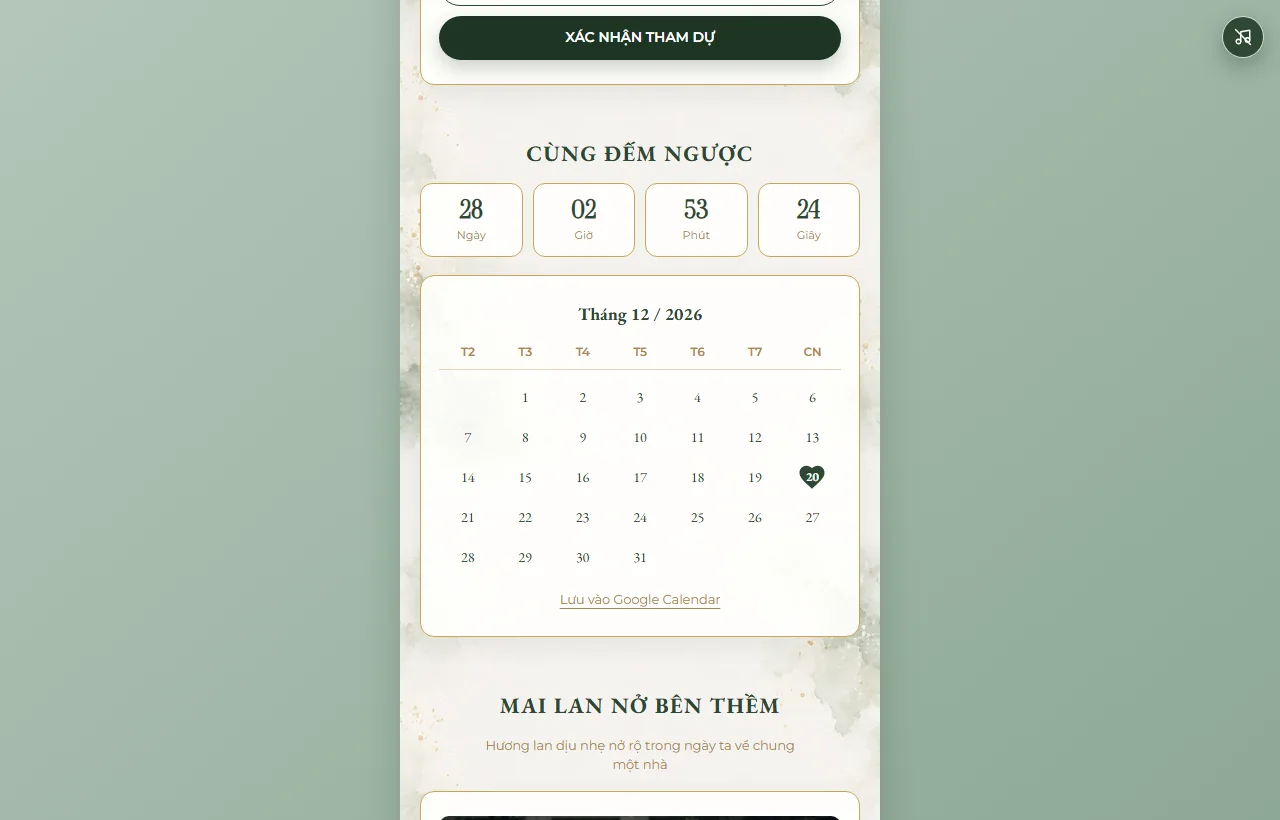 XÁC NHẬN THAM DỰ
CÙNG ĐẾM NGƯỢC
28 02 53 24
Ngày Giờ Phút Giây
Tháng 12 / 2026
T2 T3 T4 T5 T6 T7 CN
1 2 3 4 5 6
7 8 9 10 11 12 13
14 15 16 17 18 19 20
21 22 23 24 25 26 27
28 29 30 31
Lưu vào Google Calendar
MAI LAN NỞ BÊN THỀM
Hương lan dịu nhẹ nở rộ trong ngày ta về chung
một nhà